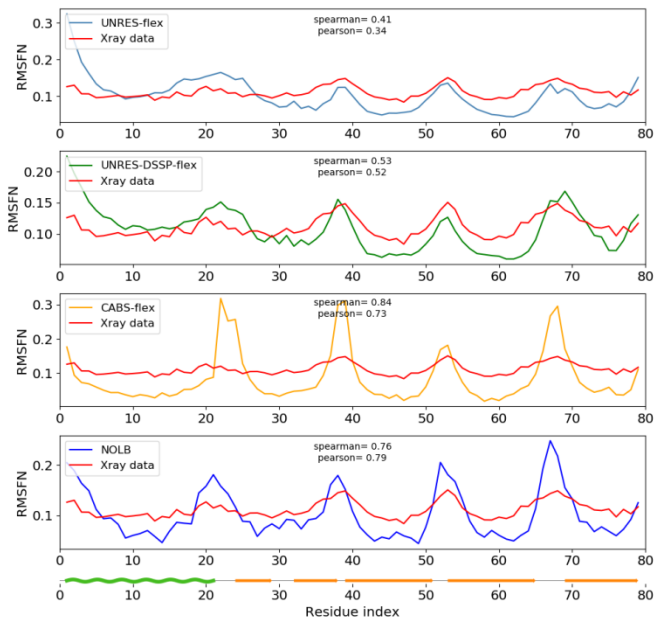 RMSFN
0.3
0.2
0.1
UNRES-flex
Xray data
spearman= 0.41
pearson= 0.34
0 10 20 30 40 50 60 70 80
RMSFN
0.20
0.15
0.10
UNRES-DSSP-flex
Xray data
spearman= 0.53
pearson= 0.52
0 10 20 30 40 50 60 70 80
RMSFN
0.3
0.2
0.1
CABS-flex
Xray data
spearman= 0.84
pearson= 0.73
0 10 20 30 40 50 60 70 80
RMSFN
0.2
0.1
NOLB
Xray data
spearman= 0.76
pearson= 0.79
0 10 20 30 40 50 60 70 80
Residue index